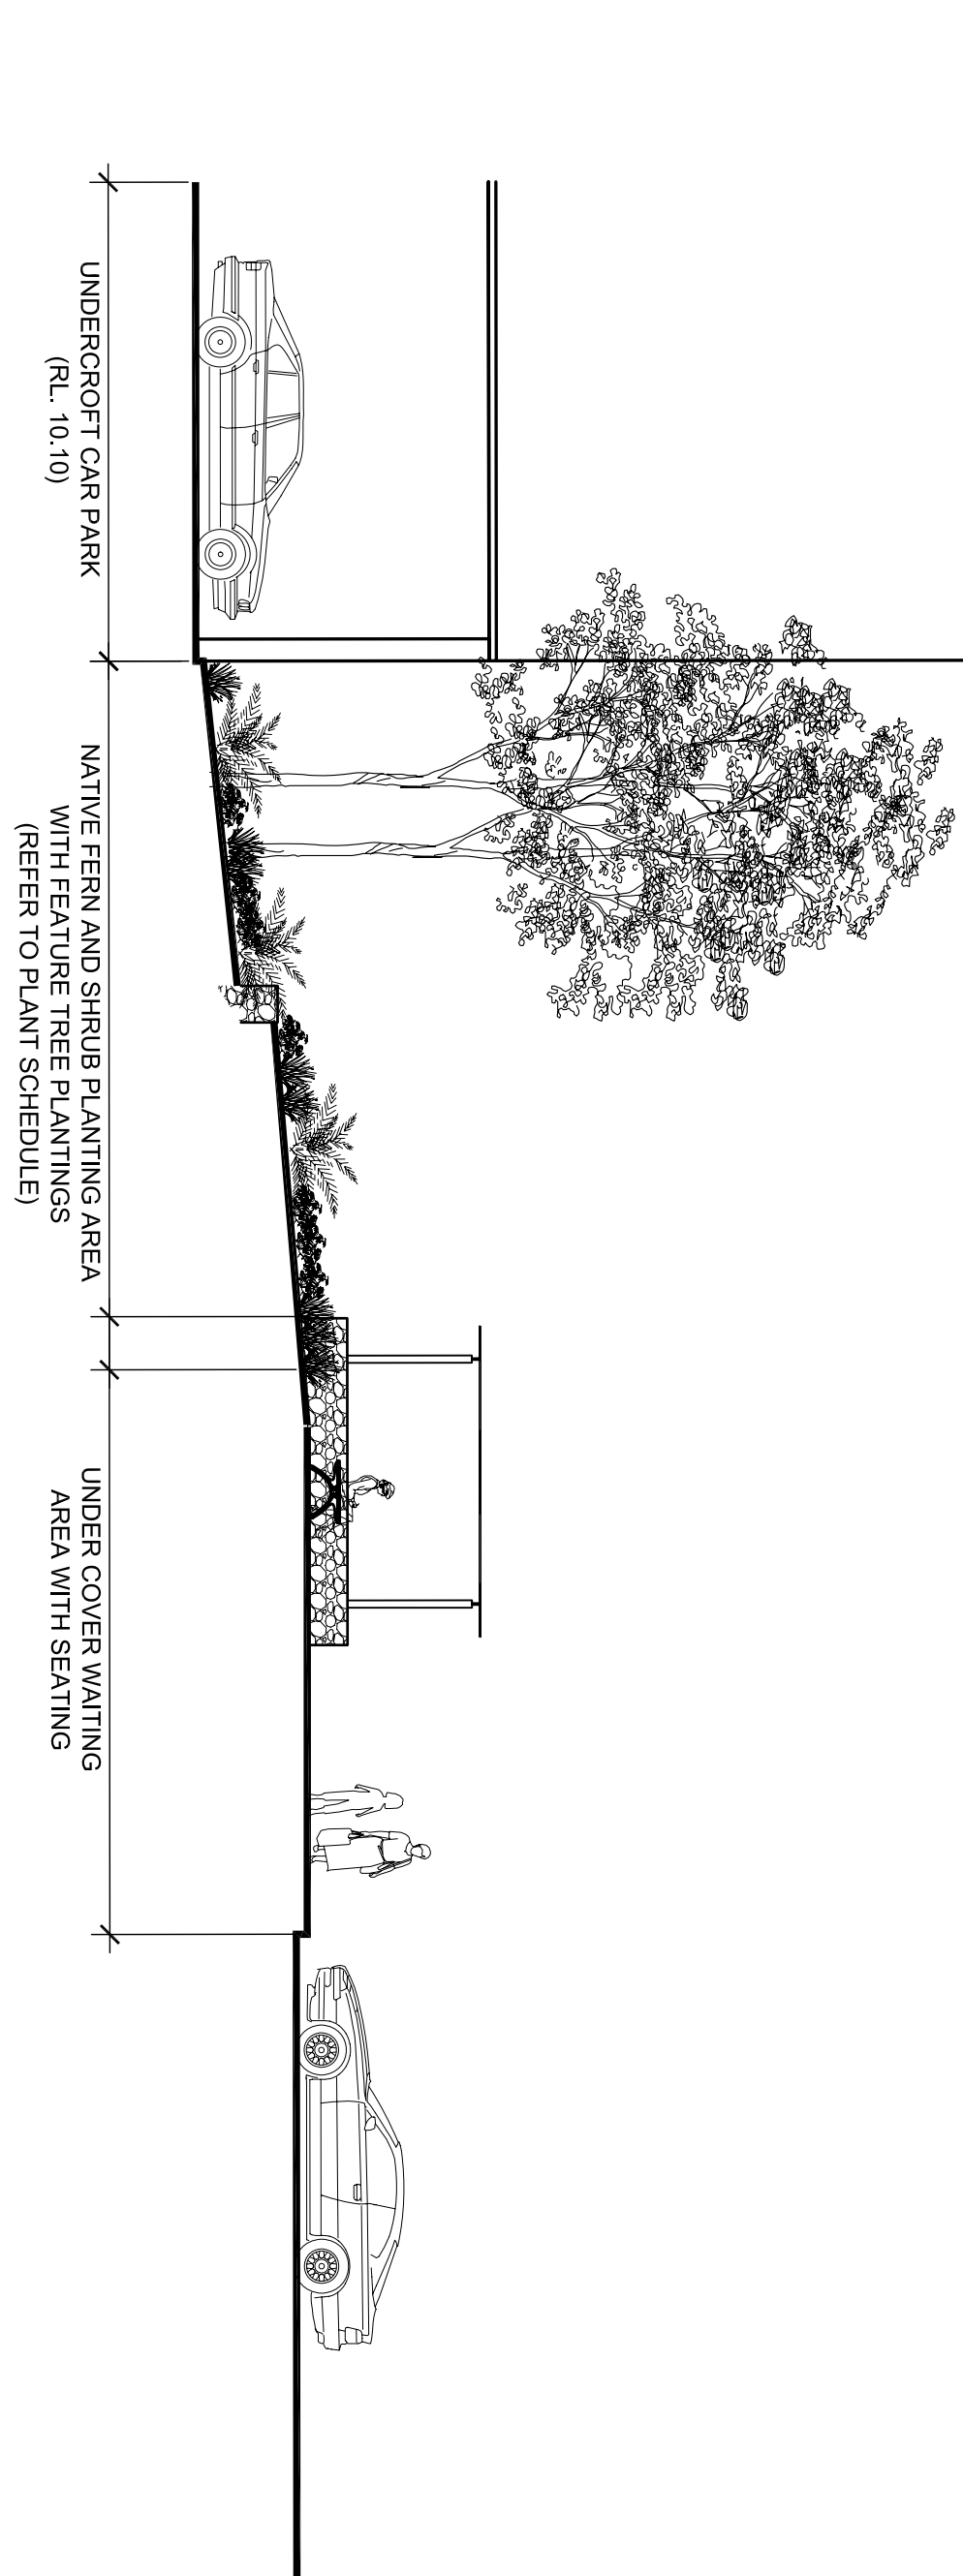 UNDERCROFT CAR PARK
(RL. 10.10)
NATIVE FERN AND SHRUB PLANTING AREA
WITH FEATURE TREE PLANTINGS
(REFER TO PLANT SCHEDULE)
UNDER COVER WAITING
AREA WITH SEATING